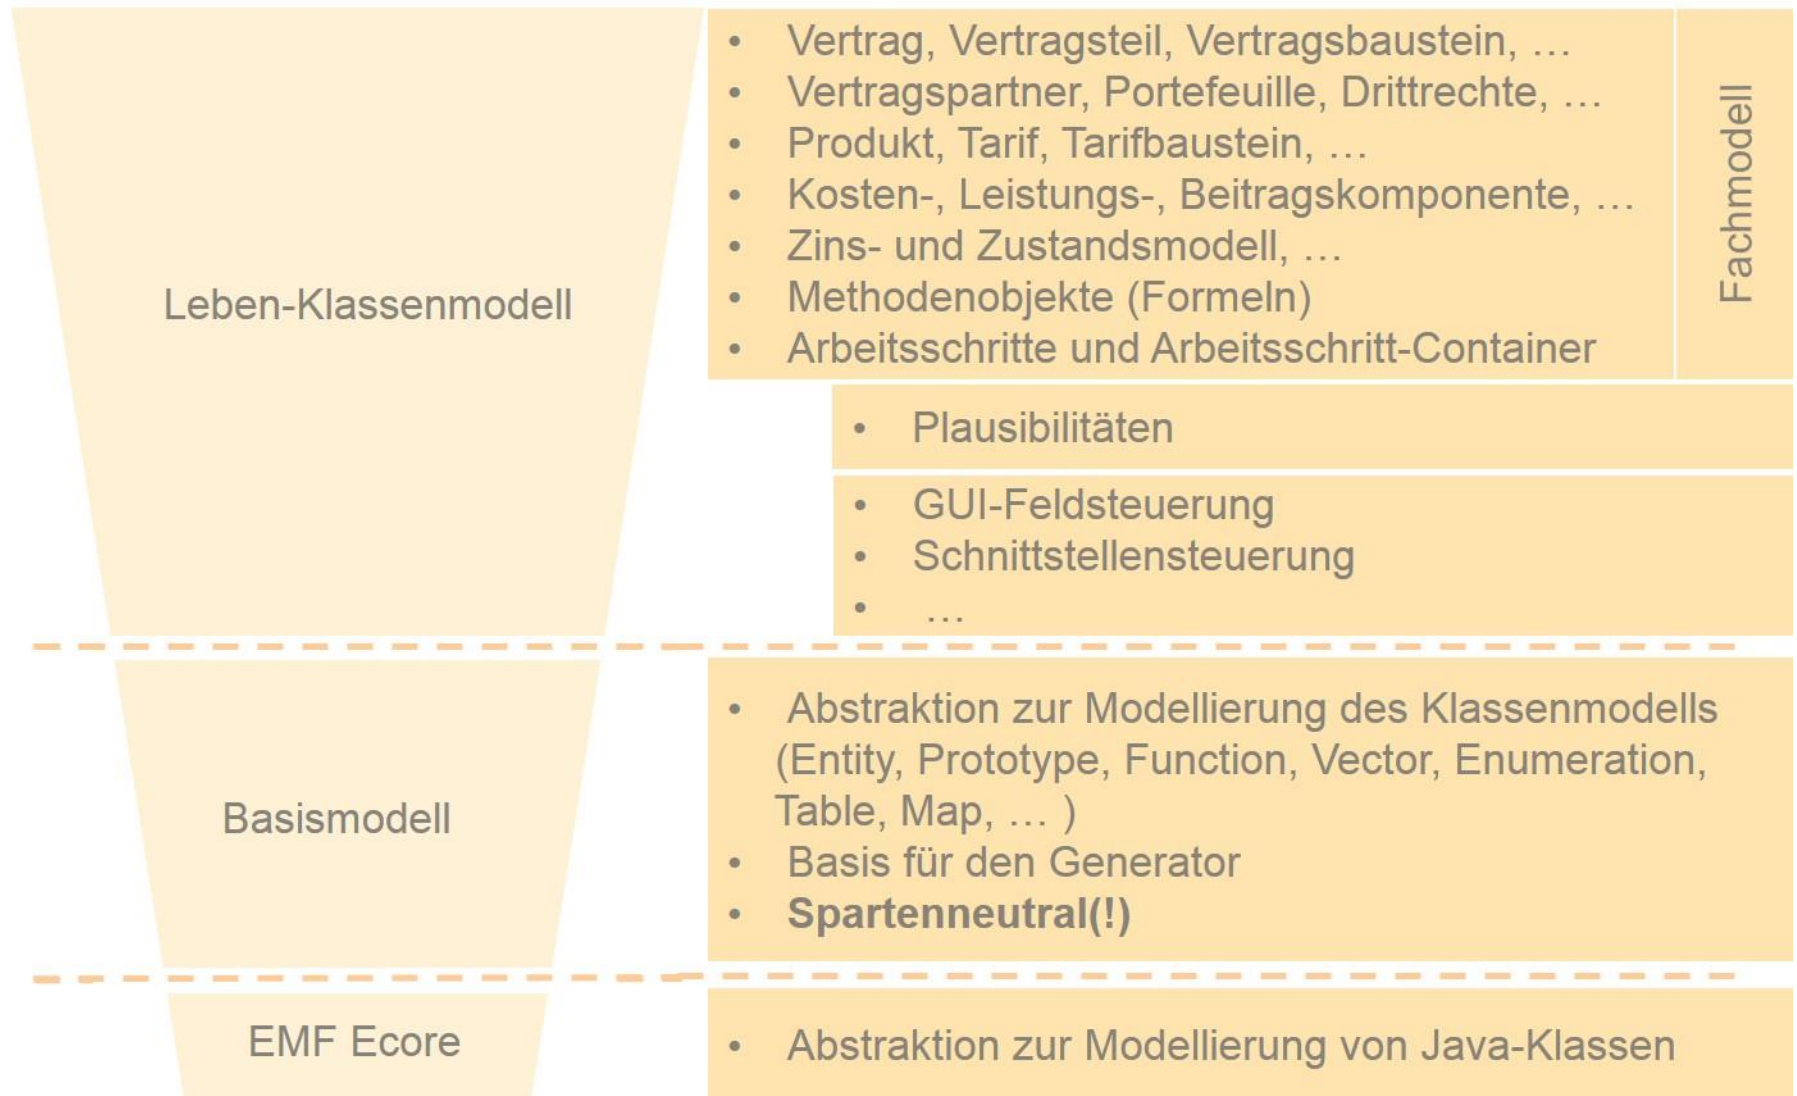 Leben-Klassenmodell
• Vertrag, Vertragsteil, Vertragsbaustein, …
• Vertragspartner, Portefeuille, Drittrechte, …
• Produkt, Tarif, Tarifbaustein, …
• Kosten-, Leistungs-, Beitragskomponente, …
• Zins- und Zustandsmodell, …
• Methodenobjekte (Formeln)
• Arbeitsschritte und Arbeitsschritt-Container
Fachmodell
• Plausibilitäten
• GUI-Feldsteuerung
• Schnittstellensteuerung
• …
Basismodell
• Abstraktion zur Modellierung des Klassenmodells
(Entity, Prototype, Function, Vector, Enumeration,
Table, Map, … )
• Basis für den Generator
• Spartenneutral(!)
EMF Ecore
• Abstraktion zur Modellierung von Java-Klassen